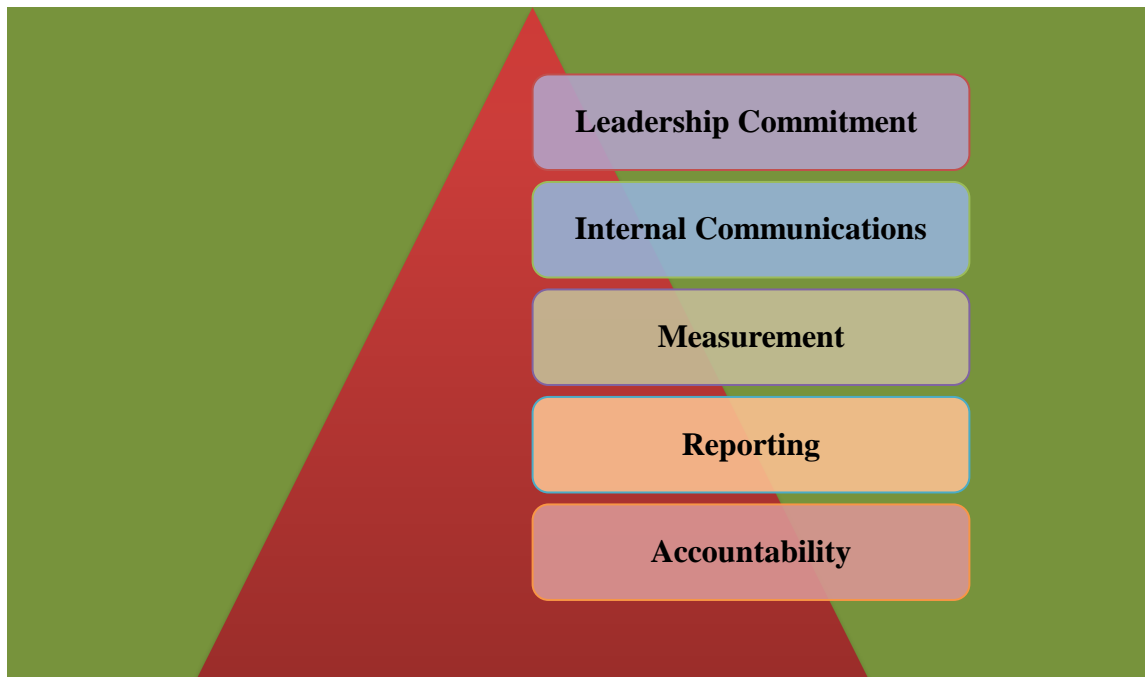 Leadership Commitment
Internal Communications
Measurement
Reporting
Accountability